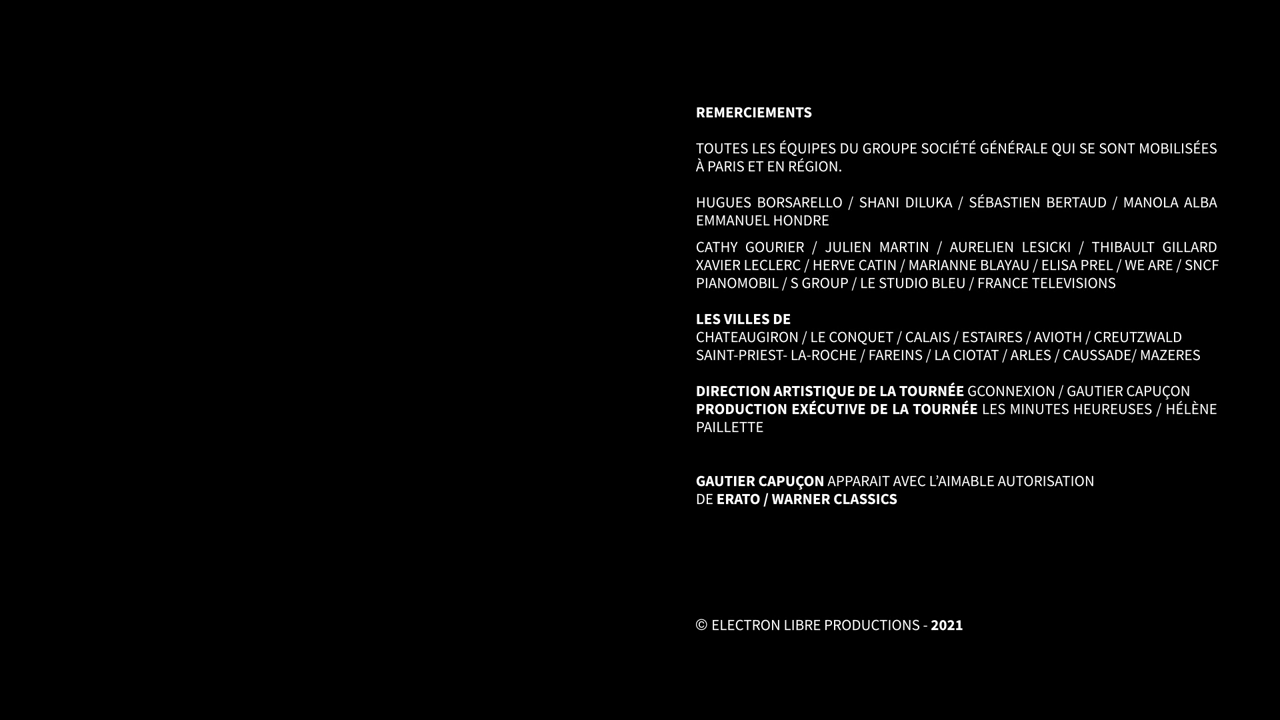 REMERCIEMENTS
TOUTES LES ÉQUIPES DU GROUPE SOCIÉTÉ GÉNÉRALE QUI SE SONT MOBILISÉES
À PARIS ET EN RÉGION.
HUGUES BORSARELLO / SHANI DILUKA / SÉBASTIEN BERTAUD / MANOLA ALBA
EMMANUEL HONDRE
CATHY GOURIER / JULIEN MARTIN / AURELIEN LESICKI / THIBAULT GILLARD
XAVIER LECLERC / HERVE CATIN / MARIANNE BLAYAU / ELISA PREL / WE ARE / SNCF
PIANOMOBIL / S GROUP / LE STUDIO BLEU / FRANCE TELEVISIONS
LES VILLES DE
CHATEAUGIRON / LE CONQUET / CALAIS / ESTAIRES / AVIOTH / CREUTZWALD
SAINT-PRIEST- LA-ROCHE / FAREINS / LA CIOTAT / ARLES / CAUSSADE/ MAZERES
DIRECTION ARTISTIQUE DE LA TOURNÉE GCONNEXION / GAUTIER CAPUÇON
PRODUCTION EXÉCUTIVE DE LA TOURNÉE LES MINUTES HEUREUSES / HÉLÈNE
PAILLETTE
GAUTIER CAPUÇON APPARAIT AVEC L'AIMABLE AUTORISATION
DE ERATO / WARNER CLASSICS
© ELECTRON LIBRE PRODUCTIONS - 2021